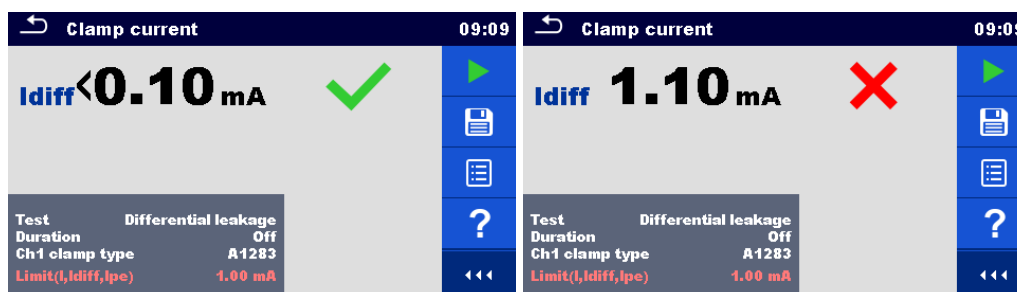 Clamp current 09:09
Idiff<0.10 mA
?
Test Differential leakage
Duration Off
Ch1 clamp type A1283
Limit(I,Idiff,Ipe) 1.00 mA
Clamp current 09:09
Idiff 1.10 mA
?
Test Differential leakage
Duration Off
Ch1 clamp type A1283
Limit(I,Idiff,Ipe) 1.00 mA